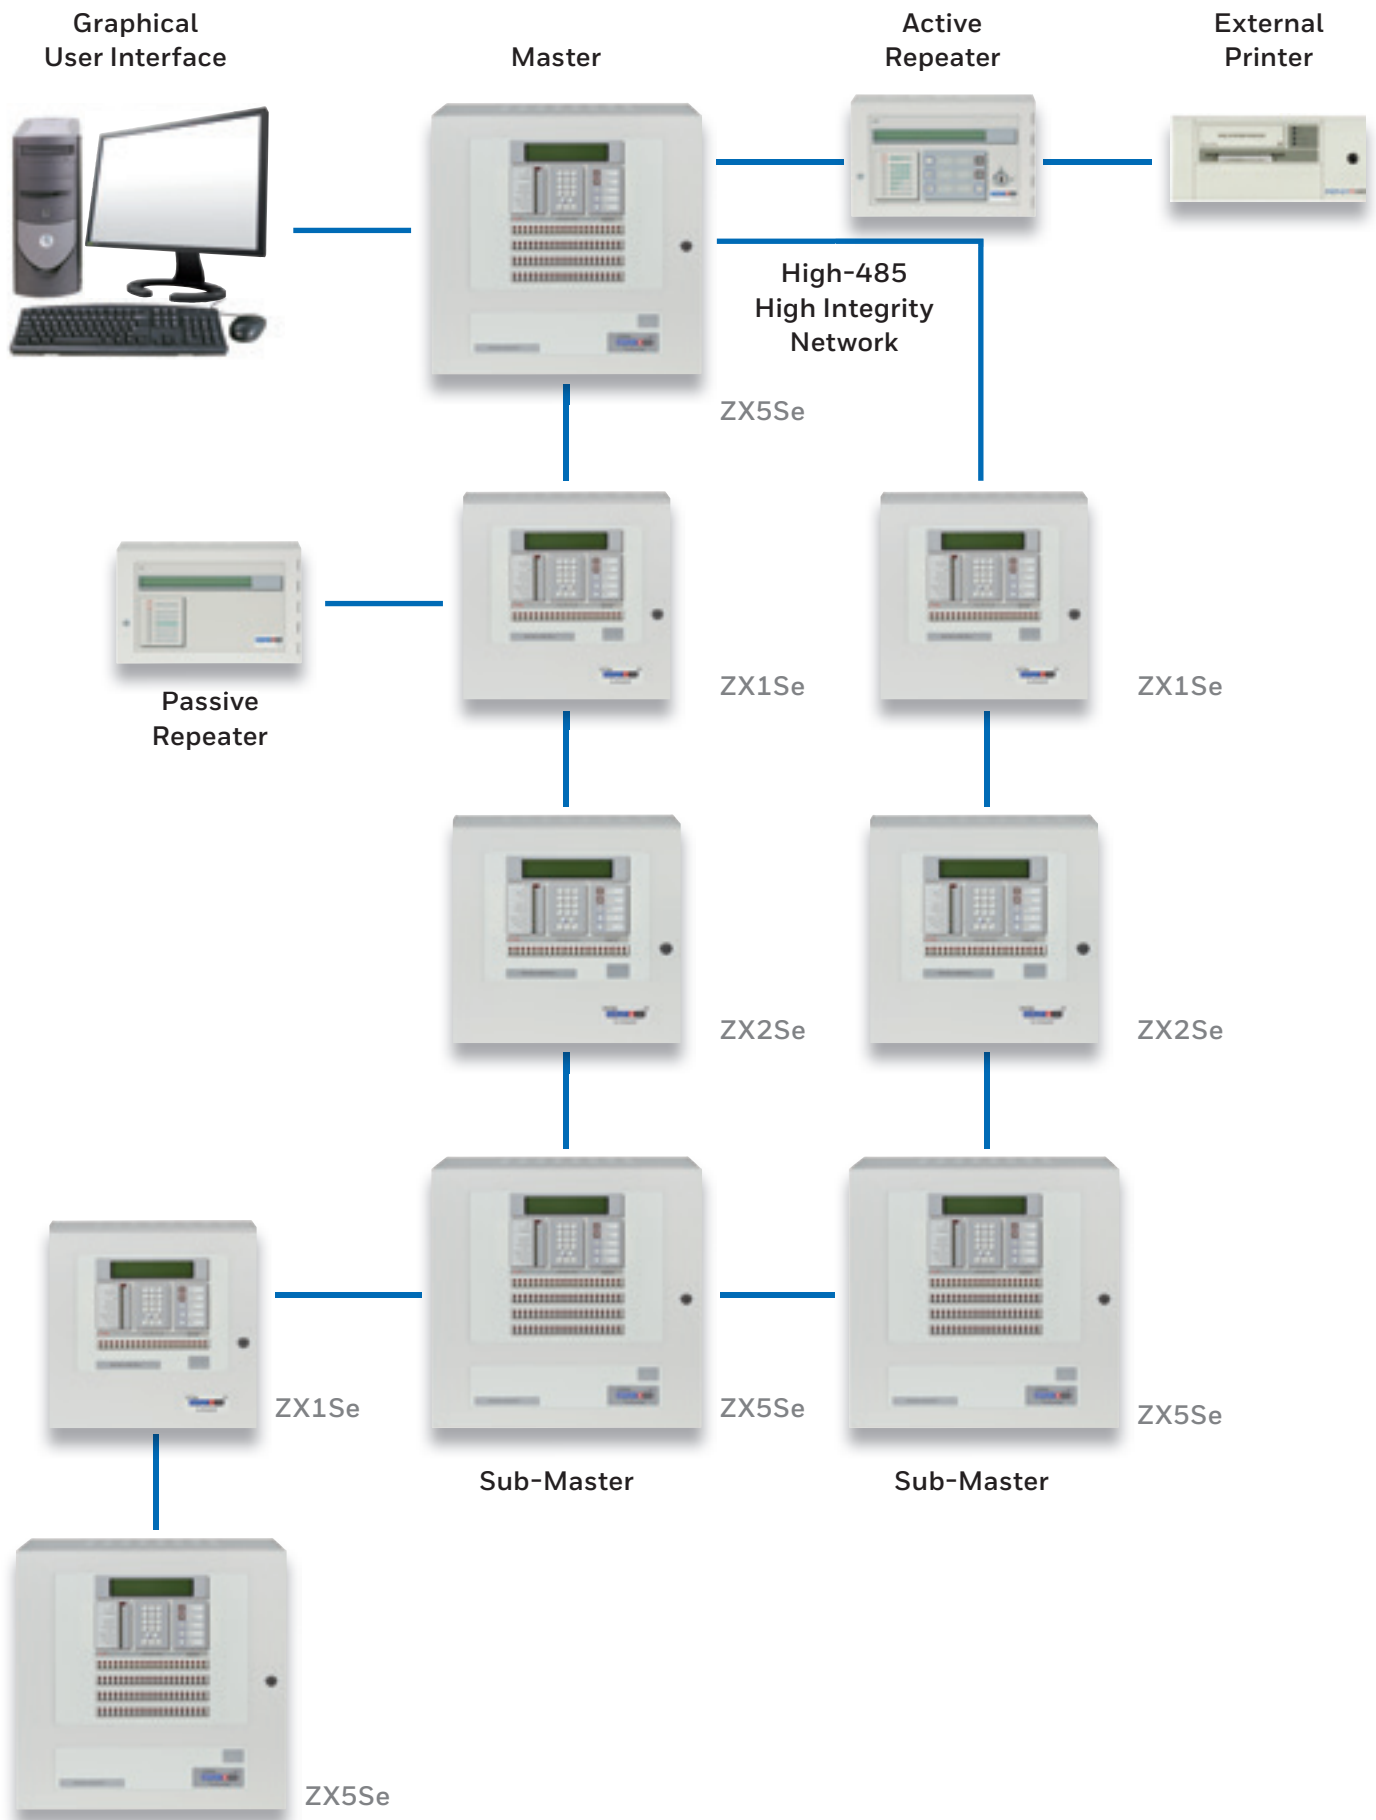 Graphical
User Interface
Master
Active
Repeater
External
Printer
High-485
High Integrity
Network
ZX5Se
Passive
Repeater
ZX1Se
ZX1Se
ZX2Se
ZX2Se
ZX1Se
ZX5Se
ZX5Se
Sub-Master
Sub-Master
ZX5Se